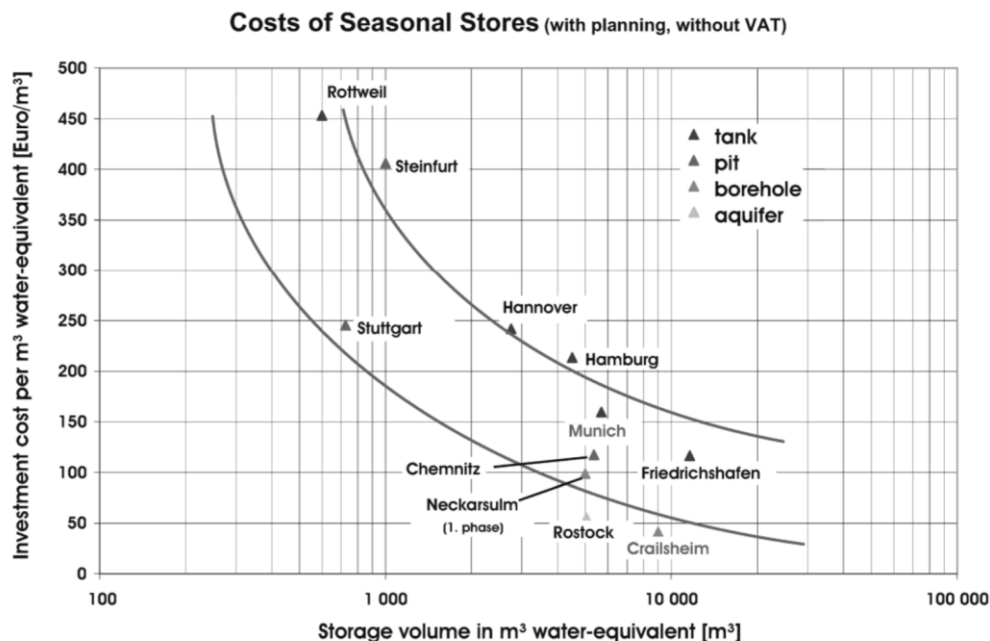 Costs of Seasonal Stores (with planning, without VAT)
Investment cost per m³ water-equivalent [Euro/m³]
500
450
400
350
300
250
200
150
100
50
0
Rottweil
Steinfurt
Stuttgart
Hannover
Hamburg
Munich
Chemnitz
Friedrichshafen
Neckarsulm
(1. phase)
Rostock
Crailsheim
tank
pit
borehole
aquifer
100
1 000
10 000
100 000
Storage volume in m³ water-equivalent [m³]